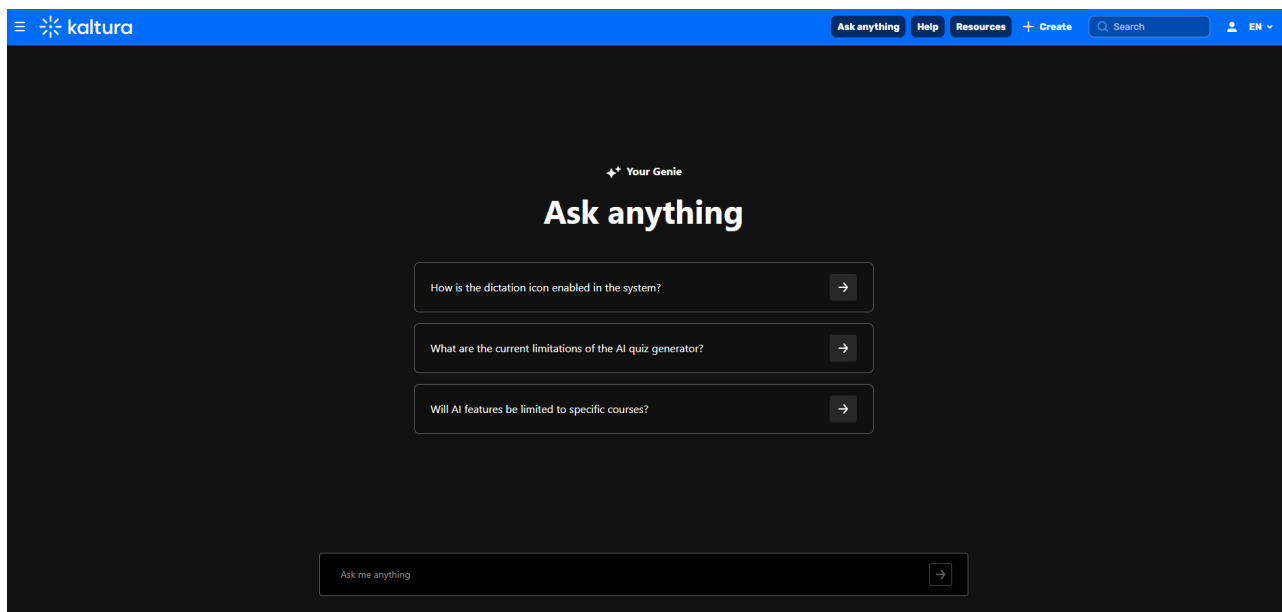 kaltura
Ask anything Help Resources + Create Search EN
Your Genie
Ask anything
How is the dictation icon enabled in the system?
What are the current limitations of the AI quiz generator?
Will AI features be limited to specific courses?
Ask me anything